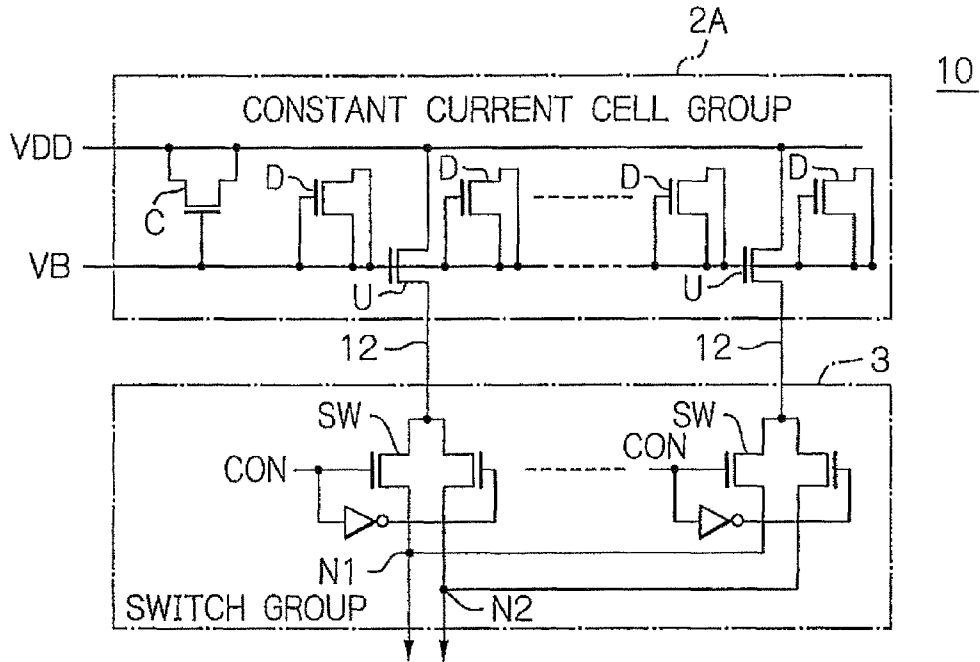 2A
10
CONSTANT CURRENT CELL GROUP
VDD
D
D
D
D
C
VB
U
U
12
12
3
SW
SW
CON
CON
N1
N2
SWITCH GROUP